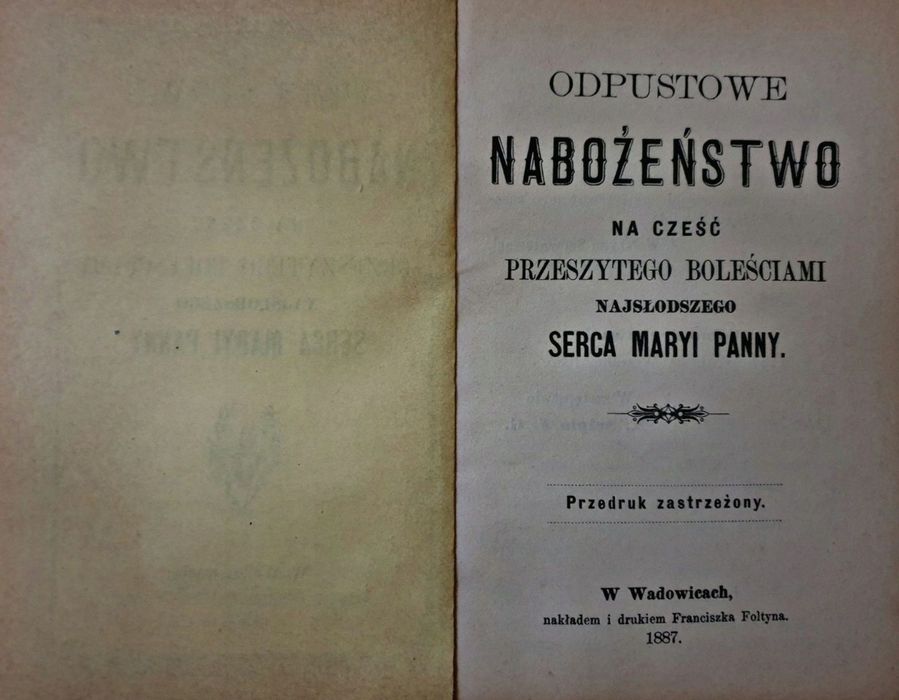 ODPUSTOWE
NABOŻEŃSTWO
NA CZEŚĆ
PRZESZYTEGO BOLEŚCIAMI
NAJSŁODSZEGO
SERCA MARYI PANNY.
Przedruk zastrzeżony.
W Wadowicach,
nakładem i drukiem Franciszka Foltyna.
1887.